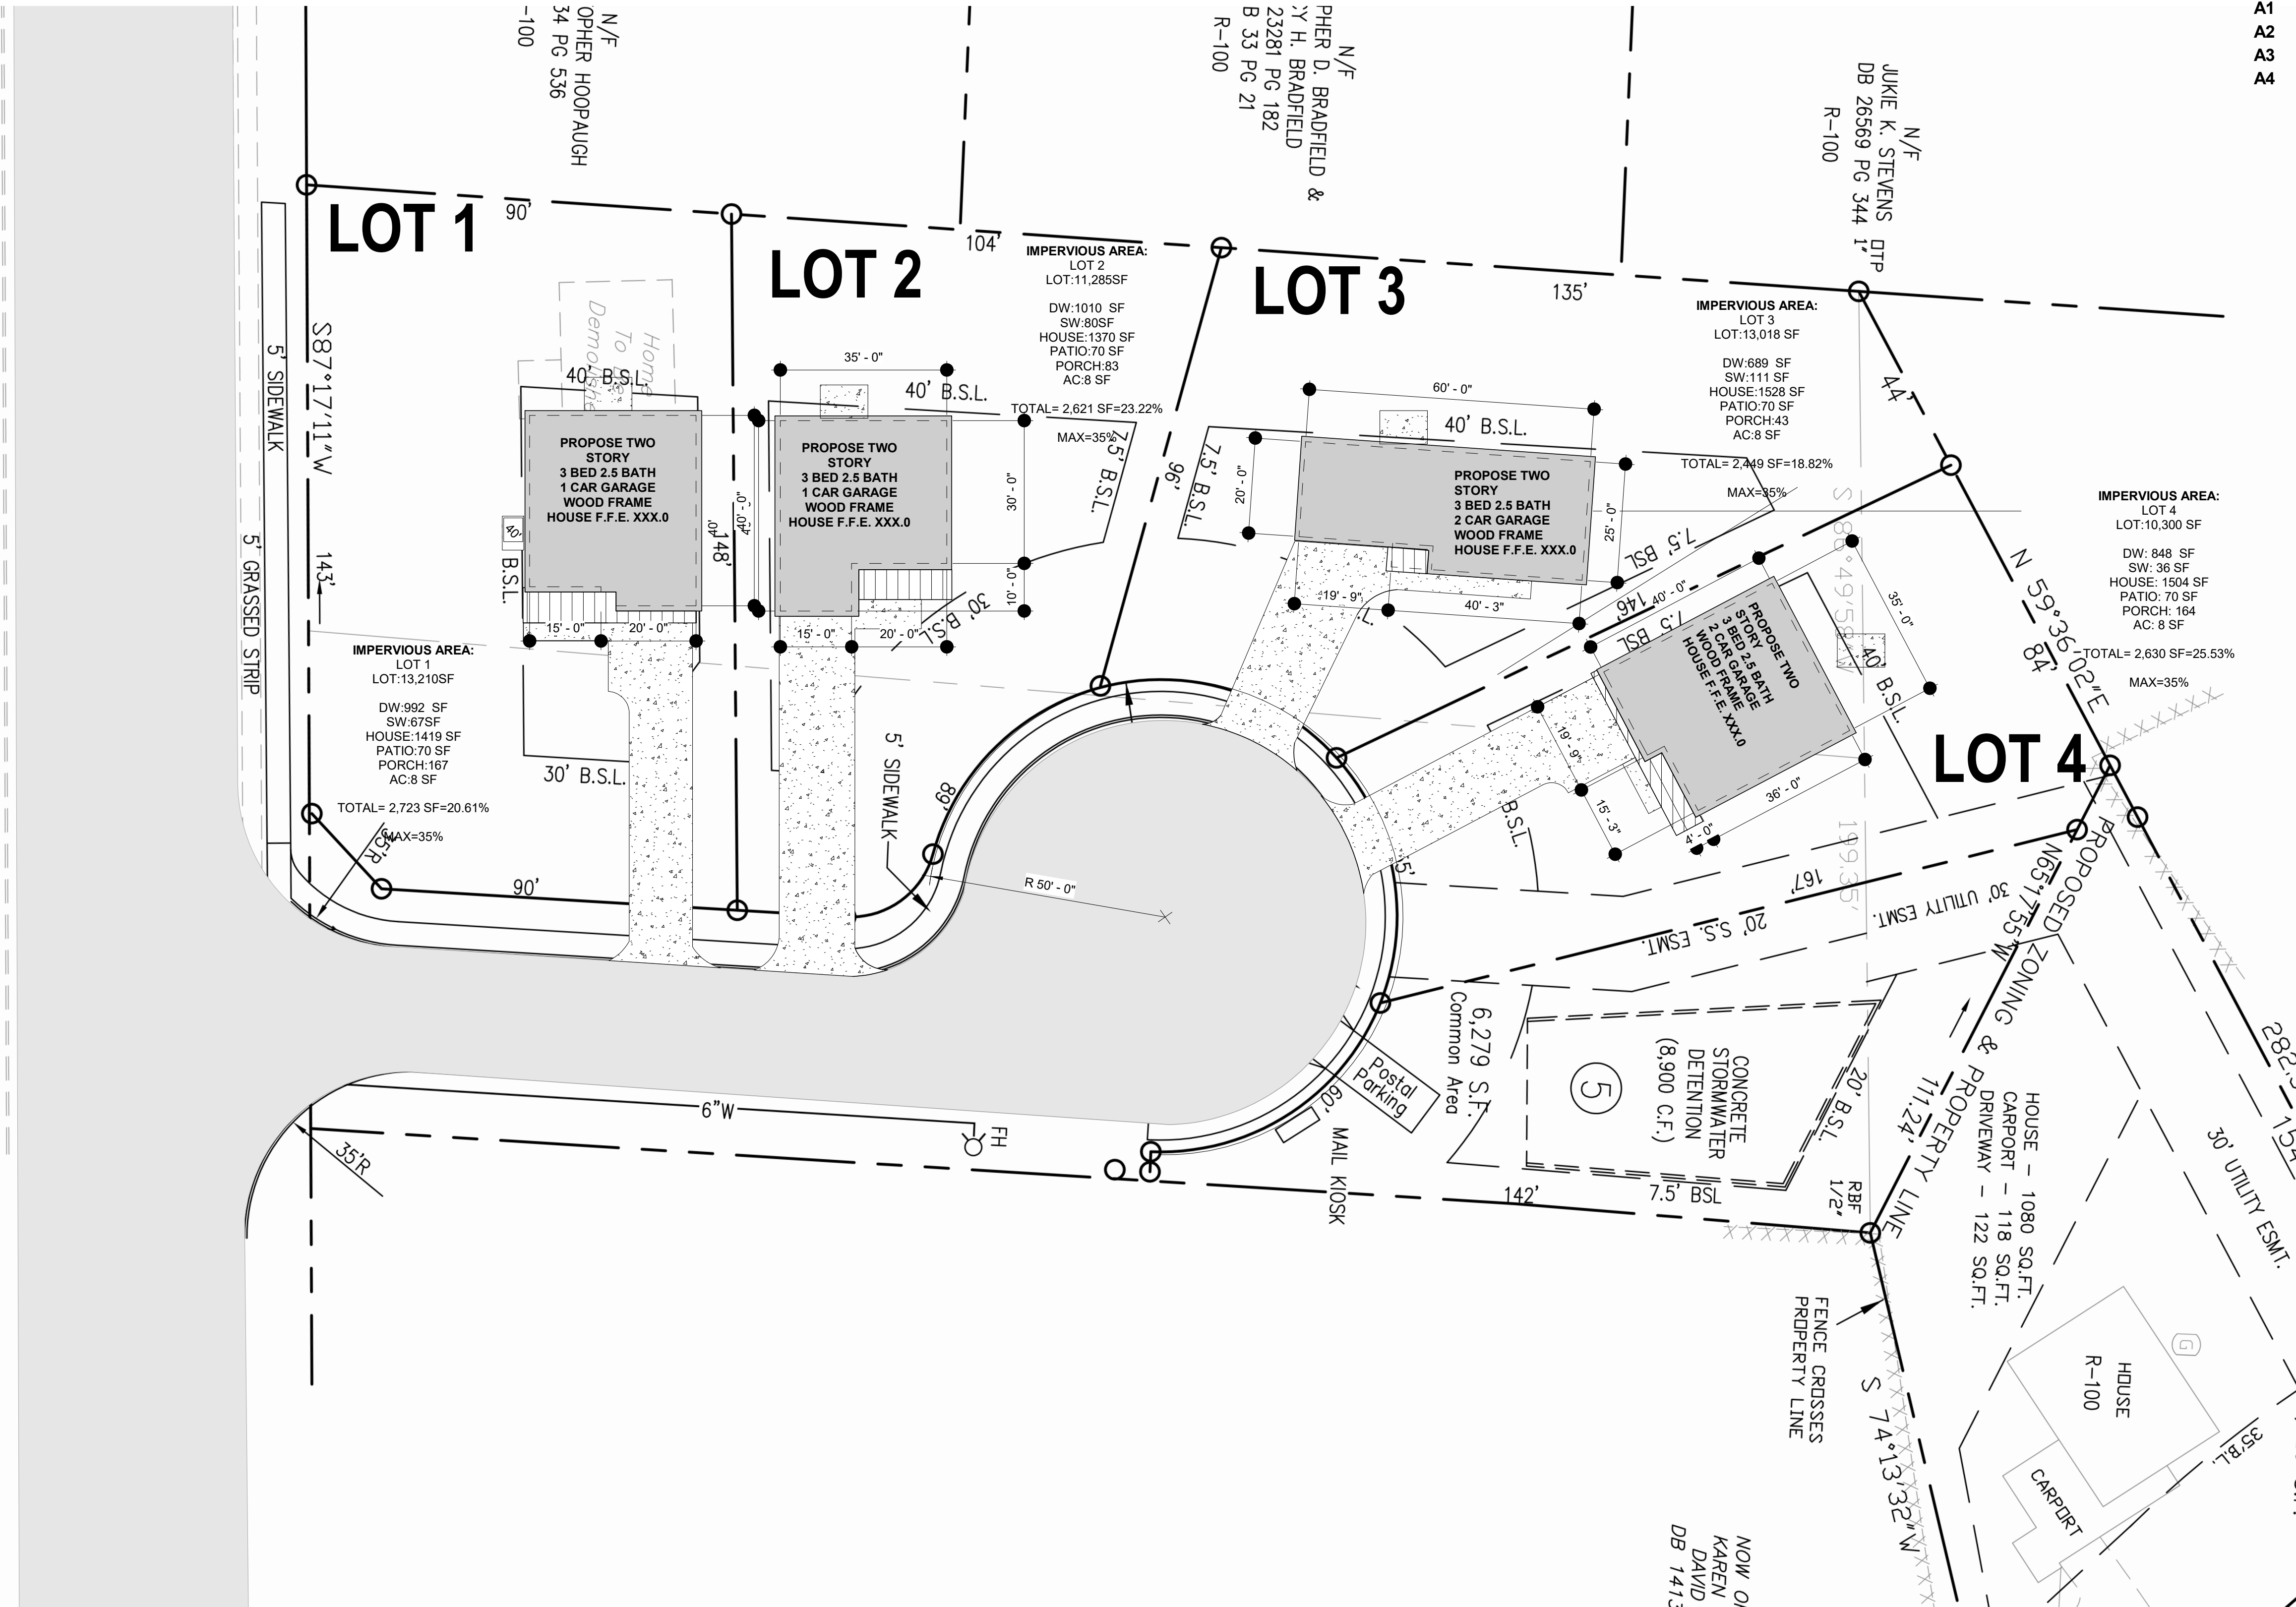 A1
A2
A3
A4
N/F
OPHER HOOPAUGH
34 PG 536
-100
N/F
PHER D. BRADFIELD &
Y H. BRADFIELD
23281 PG 182
B 33 PG 21
R-100
N/F
JUKIE K. STEVENS
DB 26569 PG 344
R-100
1" OTP
LOT 1
90'
LOT 2
104'
LOT 3
135'
LOT 4
44'
S87°17'11"W
143'
5' SIDEWALK
5' GRASSED STRIP
Home
To Be
Demolishe
40' B.S.L.
PROPOSE TWO
STORY
3 BED 2.5 BATH
1 CAR GARAGE
WOOD FRAME
HOUSE F.F.E. XXX.0
40'
B.S.L.
15' - 0"
20' - 0"
30' B.S.L.
IMPERVIOUS AREA:
LOT 1
LOT:13,210SF
DW:992 SF
SW:67SF
HOUSE:1419 SF
PATIO:70 SF
PORCH:167
AC:8 SF
TOTAL= 2,723 SF=20.61%
MAX=35%
35'R
90'
148'
35' - 0"
40' B.S.L.
PROPOSE TWO
STORY
3 BED 2.5 BATH
1 CAR GARAGE
WOOD FRAME
HOUSE F.F.E. XXX.0
30' - 0"
10' - 0"
15' - 0"
20' - 0"
30' B.S.L.
7.5' B.S.L.
IMPERVIOUS AREA:
LOT 2
LOT:11,285SF
DW:1010 SF
SW:80SF
HOUSE:1370 SF
PATIO:70 SF
PORCH:83
AC:8 SF
TOTAL= 2,621 SF=23.22%
MAX=35%
96'
7.5' B.S.L.
60' - 0"
40' B.S.L.
20' - 0"
25' - 0"
PROPOSE TWO
STORY
3 BED 2.5 BATH
2 CAR GARAGE
WOOD FRAME
HOUSE F.F.E. XXX.0
19' - 9"
40' - 3"
7.5' BSL
IMPERVIOUS AREA:
LOT 3
LOT:13,018 SF
DW:689 SF
SW:111 SF
HOUSE:1528 SF
PATIO:70 SF
PORCH:43
AC:8 SF
TOTAL= 2,449 SF=18.82%
MAX=35%
146'
7.5' BSL
40' - 0"
35' - 0"
PROPOSE TWO
STORY
3 BED 2.5 BATH
2 CAR GARAGE
WOOD FRAME
HOUSE F.F.E. XXX.0
40' B.S.L.
19' - 9"
15' - 3"
36' - 0"
4' - 0"
B.S.L.
S 88°49'58"W
199.35'
N 59°36'02"E
84'
IMPERVIOUS AREA:
LOT 4
LOT:10,300 SF
DW: 848 SF
SW: 36 SF
HOUSE: 1504 SF
PATIO: 70 SF
PORCH: 164
AC: 8 SF
TOTAL= 2,630 SF=25.53%
MAX=35%
5' SIDEWALK
89'
R 50' - 0"
167'
20' S.S. ESMT.
30' UTILITY ESMT.
PROPOSED ZONING & PROPERTY LINE
N65°17'55"W
111.24'
6,279 S.F.
Common Area
CONCRETE
STORMWATER
DETENTION
(8,900 C.F.)
5
20' B.S.L.
Postal
Parking
60'
MAIL KIOSK
6"W
FH
35'R
142'
7.5' BSL
RBF
1/2"
HOUSE - 1080 SQ.FT.
CARPORT - 118 SQ.FT.
DRIVEWAY - 122 SQ.FT.
30' UTILITY ESMT.
FENCE CROSSES
PROPERTY LINE
S 74°13'32"W
HOUSE
R-100
G
CARPORT
35'B.L.
NOW O
KAREN
DAVID
DB 1413